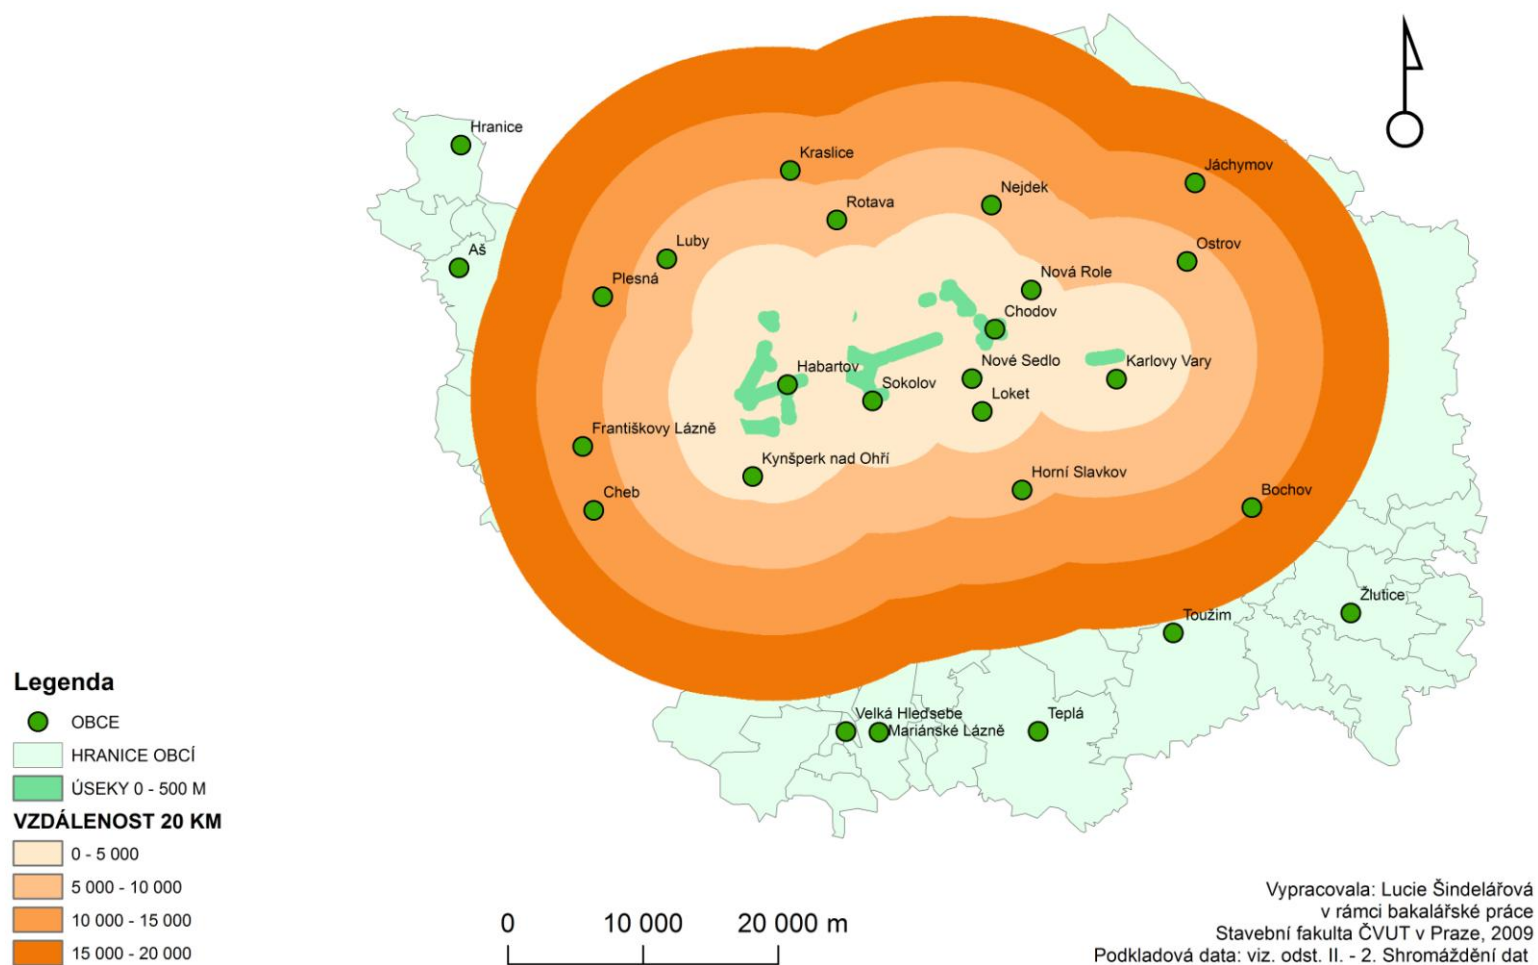 Hranice
Kraslice
Jáchymov
Nejdek
Rotava
Luby
Aš
Ostrov
Plesná
Nová Role
Chodov
Habartov
Nové Sedlo
Karlovy Vary
Sokolov
Loket
Františkovy Lázně
Kynšperk nad Ohří
Horní Slavkov
Cheb
Bochov
Žlutice
Toužim
Velká Hleďsebe
Teplá
Mariánské Lázně
Legenda
OBCE
HRANICE OBCÍ
ÚSEKY 0 - 500 M
VZDÁLENOST 20 KM
0 - 5 000
5 000 - 10 000
10 000 - 15 000
15 000 - 20 000
0 10 000 20 000 m
Vypracovala: Lucie Šindelářová
v rámci bakalářské práce
Stavební fakulta ČVUT v Praze, 2009
Podkladová data: viz. odst. II. - 2. Shromáždění dat